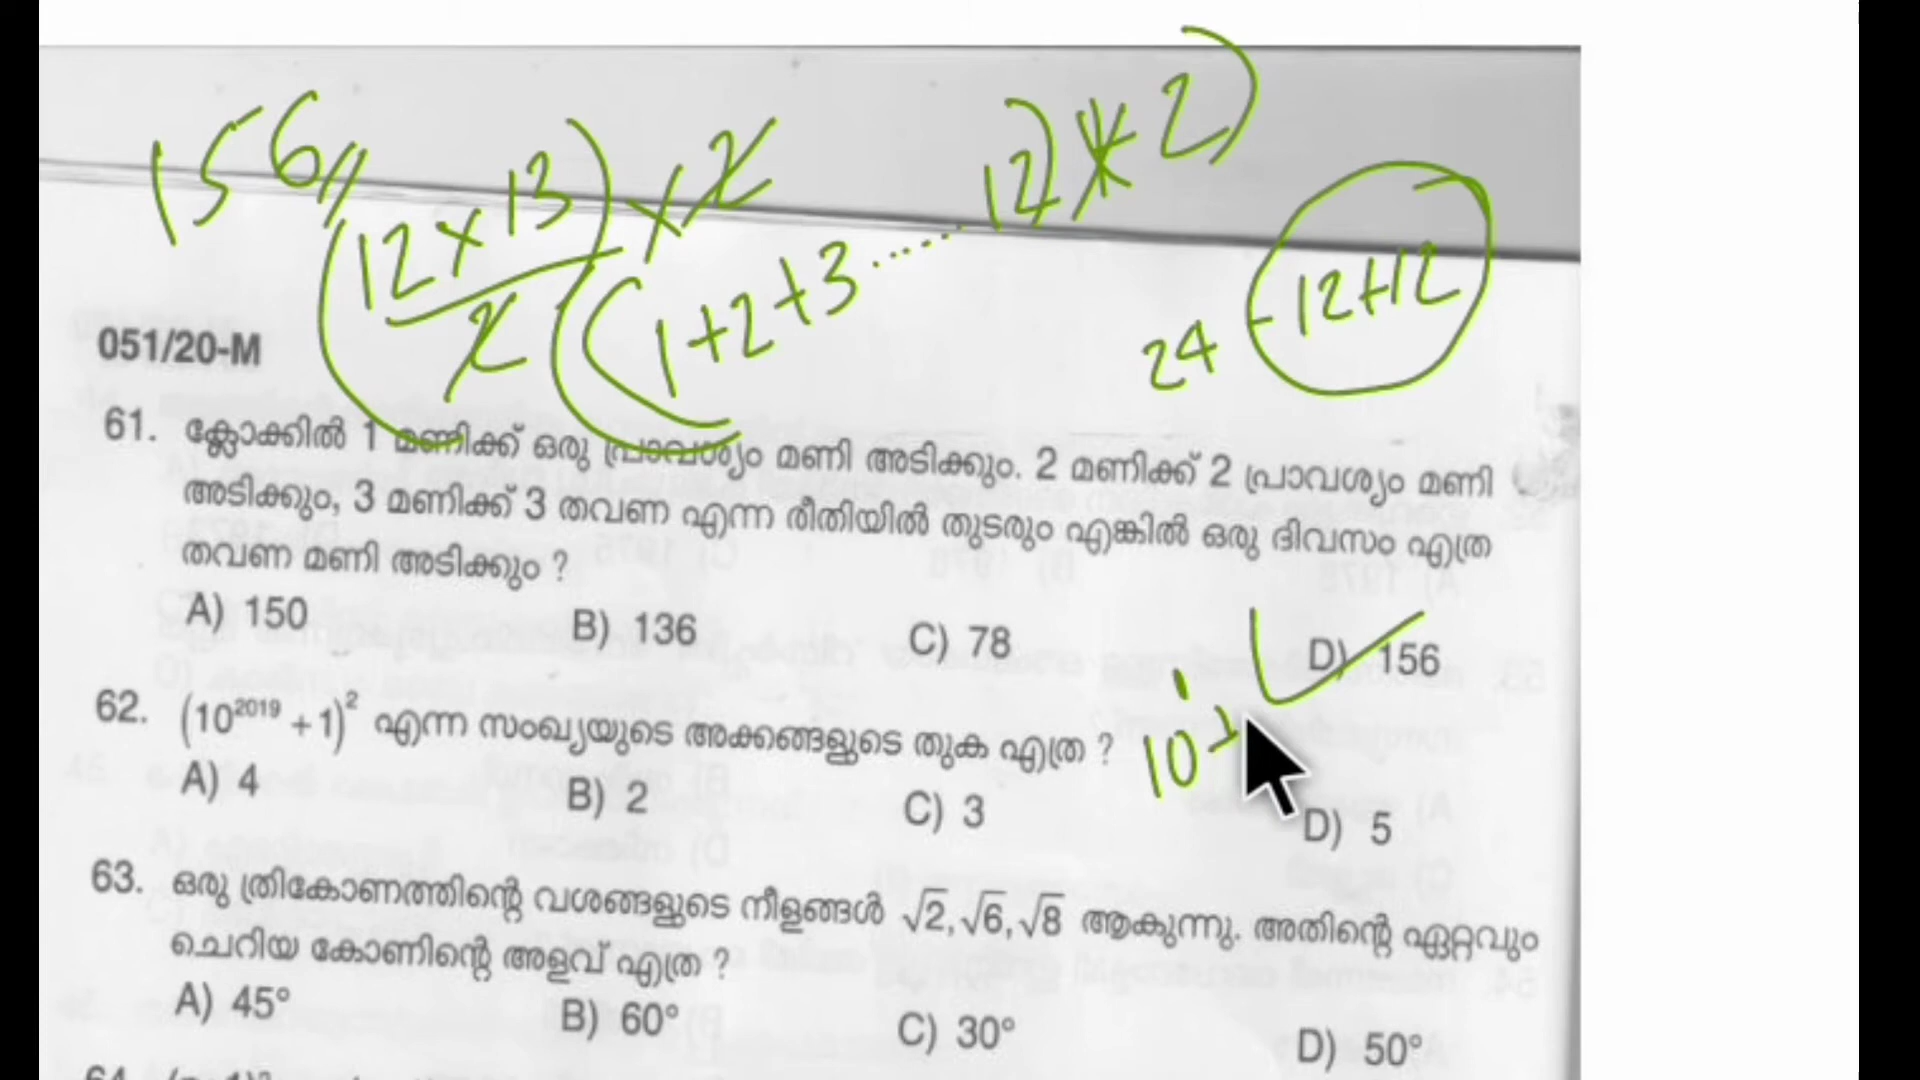 156//
(12 x 13 / 2) x 2
(1+2+3 ...... 12) * 2)
24 - 12+12
051/20-M
61. ക്ലോക്കിൽ 1 മണിക്ക് ഒരു പ്രാവശ്യം മണി അടിക്കും. 2 മണിക്ക് 2 പ്രാവശ്യം മണി
അടിക്കും, 3 മണിക്ക് 3 തവണ എന്ന രീതിയിൽ തുടരും എങ്കിൽ ഒരു ദിവസം എത്ര
തവണ മണി അടിക്കും ?
A) 150 B) 136 C) 78 D) 156
62. (10²⁰¹⁹ + 1)² എന്ന സംഖ്യയുടെ അക്കങ്ങളുടെ തുക എത്ര ? 10+
A) 4 B) 2 C) 3 D) 5
63. ഒരു ത്രികോണത്തിന്റെ വശങ്ങളുടെ നീളങ്ങൾ √2, √6, √8 ആകുന്നു. അതിന്റെ ഏറ്റവും
ചെറിയ കോണിന്റെ അളവ് എത്ര ?
A) 45° B) 60° C) 30° D) 50°